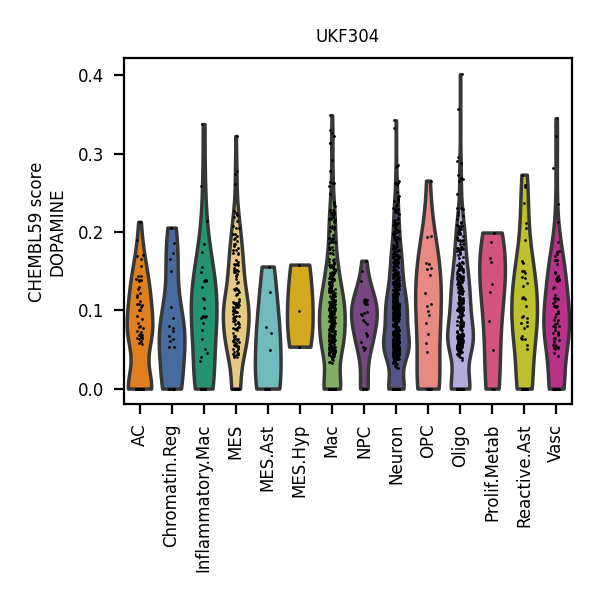 UKF304
CHEMBL59 score
DOPAMINE
0.4
0.3
0.2
0.1
0.0
AC
Chromatin.Reg
Inflammatory.Mac
MES
MES.Ast
MES.Hyp
Mac
NPC
Neuron
OPC
Oligo
Prolif.Metab
Reactive.Ast
Vasc